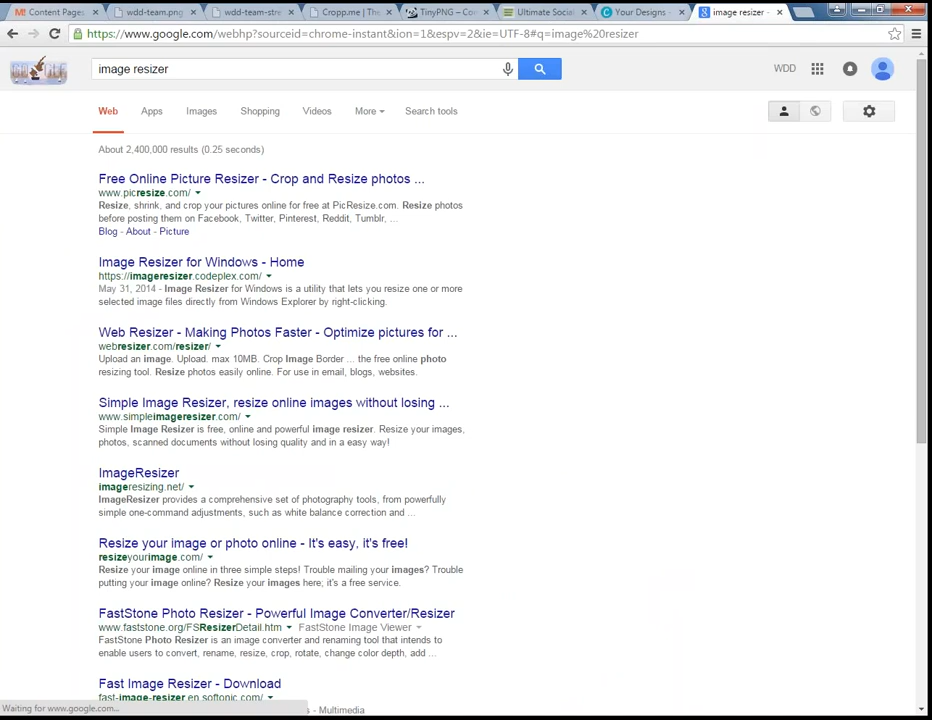 Content Pages
wdd-team.png
wdd-team-stre
Cropp.me | The
TinyPNG – Com
Ultimate Social
Your Designs –
image resizer -
https://www.google.com/webhp?sourceid=chrome-instant&ion=1&espv=2&ie=UTF-8#q=image%20resizer
image resizer
WDD
Web
Apps
Images
Shopping
Videos
More
Search tools
About 2,400,000 results (0.25 seconds)
Free Online Picture Resizer - Crop and Resize photos ...
www.picresize.com/
Resize, shrink, and crop your pictures online for free at PicResize.com. Resize photos
before posting them on Facebook, Twitter, Pinterest, Reddit, Tumblr, ...
Blog - About - Picture
Image Resizer for Windows - Home
https://imageresizer.codeplex.com/
May 31, 2014 - Image Resizer for Windows is a utility that lets you resize one or more
selected image files directly from Windows Explorer by right-clicking.
Web Resizer - Making Photos Faster - Optimize pictures for ...
webresizer.com/resizer/
Upload an image. Upload. max 10MB. Crop Image Border ... the free online photo
resizing tool. Resize photos easily online. For use in email, blogs, websites.
Simple Image Resizer, resize online images without losing ...
www.simpleimageresizer.com/
Simple Image Resizer is free, online and powerful image resizer. Resize your images,
photos, scanned documents without losing quality and in a easy way!
ImageResizer
imageresizing.net/
ImageResizer provides a comprehensive set of photography tools, from powerfully
simple one-command adjustments, such as white balance correction and ...
Resize your image or photo online - It's easy, it's free!
resizeyourimage.com/
Resize your image online in three simple steps! Trouble mailing your images? Trouble
putting your image online? Resize your images here; it's a free service.
FastStone Photo Resizer - Powerful Image Converter/Resizer
www.faststone.org/FSResizerDetail.htm
FastStone Image Viewer
FastStone Photo Resizer is an image converter and renaming tool that intends to
enable users to convert, rename, resize, crop, rotate, change color depth, add ...
Fast Image Resizer - Download
fast-image-resizer.en.softonic.com/
Waiting for www.google.com...
s - Multimedia